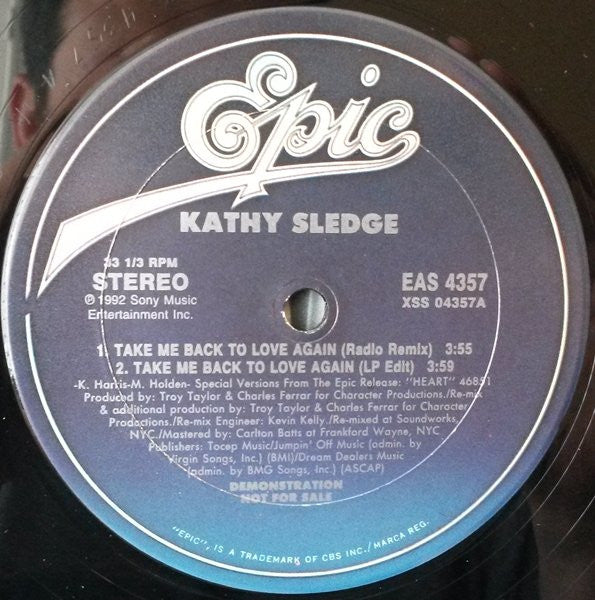 Epic
KATHY SLEDGE
33 1/3 RPM
STEREO
℗ 1992 Sony Music
Entertainment Inc.
EAS 4357
XSS 04357A
1. TAKE ME BACK TO LOVE AGAIN (Radio Remix) 3:55
2. TAKE ME BACK TO LOVE AGAIN (LP Edit) 3:59
-K. Harris-M. Holden- Special Versions From The Epic Release: "HEART" 46851
Produced by: Troy Taylor & Charles Farrar for Character Productions./Re-mix
& additional production by: Troy Taylor & Charles Farrar for Character
Productions./Re-mix Engineer: Kevin Kelly./Re-mixed at Soundworks,
NYC./Mastered by: Carlton Batts at Frankford Wayne, NYC
Publishers: Tocep Music/Jumpin' Off Music (admin. by
Virgin Songs, Inc.) (BMI)/Dream Dealers Music
(admin. by BMG Songs, Inc.) (ASCAP)
DEMONSTRATION
NOT FOR SALE
"EPIC", IS A TRADEMARK OF CBS INC./MARCA REG.